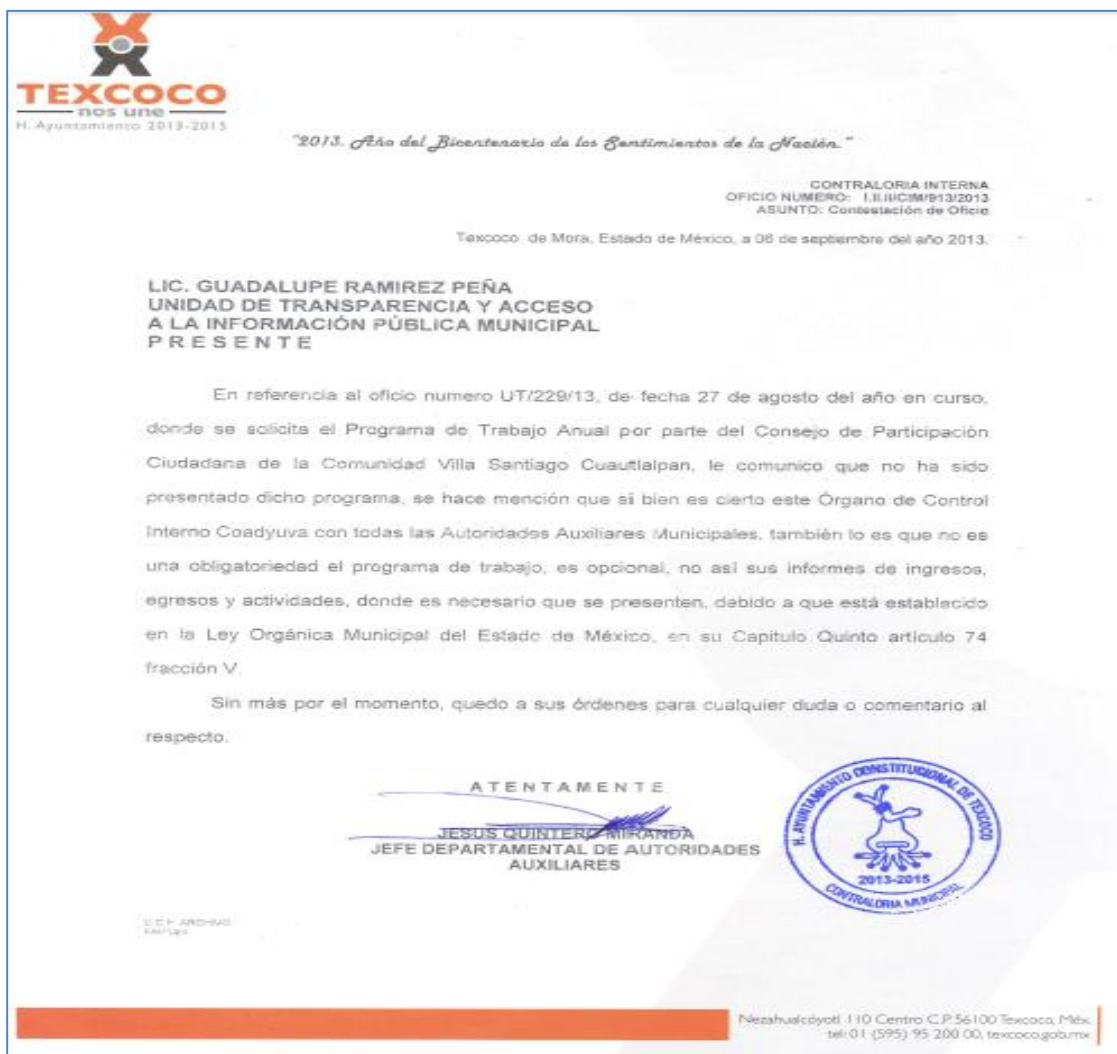 TEXCOCO
nos une
H. Ayuntamiento 2013-2015
"2013. Año del Bicentenario de los Sentimientos de la Nación."
CONTRALORIA INTERNA
OFICIO NUMERO: I.II.II/CIM/913/2013
ASUNTO: Contestación de Oficio
Texcoco de Mora, Estado de México, a 06 de septiembre del año 2013.
LIC. GUADALUPE RAMIREZ PEÑA
UNIDAD DE TRANSPARENCIA Y ACCESO
A LA INFORMACIÓN PÚBLICA MUNICIPAL
P R E S E N T E
En referencia al oficio numero UT/229/13, de fecha 27 de agosto del año en curso,
donde se solicita el Programa de Trabajo Anual por parte del Consejo de Participación
Ciudadana de la Comunidad Villa Santiago Cuautlalpan, le comunico que no ha sido
presentado dicho programa, se hace mención que si bien es cierto este Órgano de Control
Interno Coadyuva con todas las Autoridades Auxiliares Municipales, también lo es que no es
una obligatoriedad el programa de trabajo, es opcional, no así sus informes de ingresos,
egresos y actividades, donde es necesario que se presenten, debido a que está establecido
en la Ley Orgánica Municipal del Estado de México, en su Capitulo Quinto artículo 74
fracción V.
Sin más por el momento, quedo a sus órdenes para cualquier duda o comentario al
respecto.
A T E N T A M E N T E
JESUS QUINTERO MIRANDA
JEFE DEPARTAMENTAL DE AUTORIDADES
AUXILIARES
H. AYUNTAMIENTO CONSTITUCIONAL DE TEXCOCO
2013-2015
CONTRALORIA MUNICIPAL
ARCHIVO
Nezahualcóyotl 110 Centro C.P. 56100 Texcoco, Méx.
tel: 01 (595) 95 200 00, texcoco.gob.mx